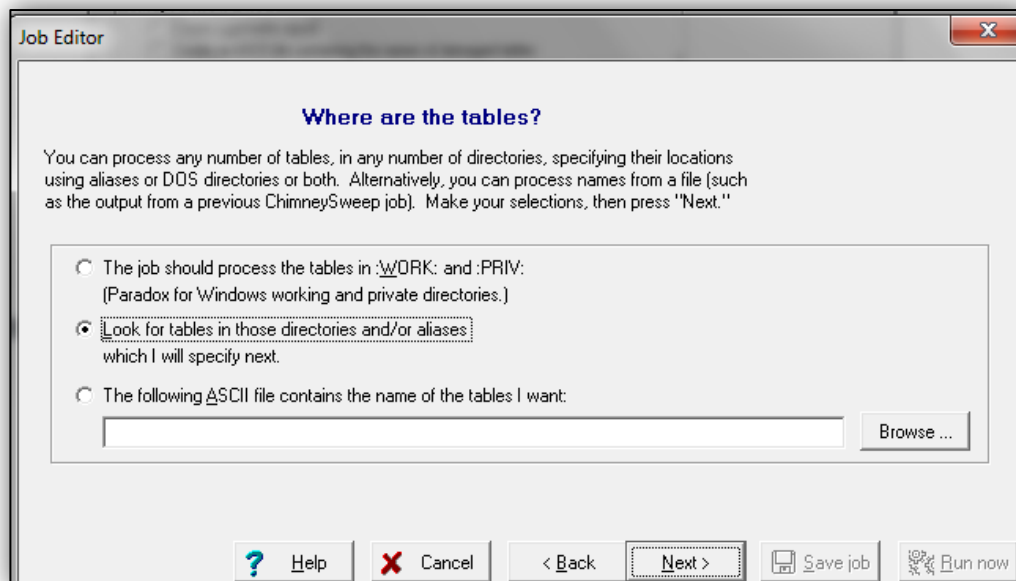 Job Editor
Where are the tables?
You can process any number of tables, in any number of directories, specifying their locations
using aliases or DOS directories or both.  Alternatively, you can process names from a file (such
as the output from a previous ChimneySweep job).  Make your selections, then press "Next."
The job should process the tables in :WORK: and :PRIV:
(Paradox for Windows working and private directories.)
Look for tables in those directories and/or aliases
which I will specify next.
The following ASCII file contains the name of the tables I want:
Browse ...
? Help
Cancel
< Back
Next >
Save job
Run now